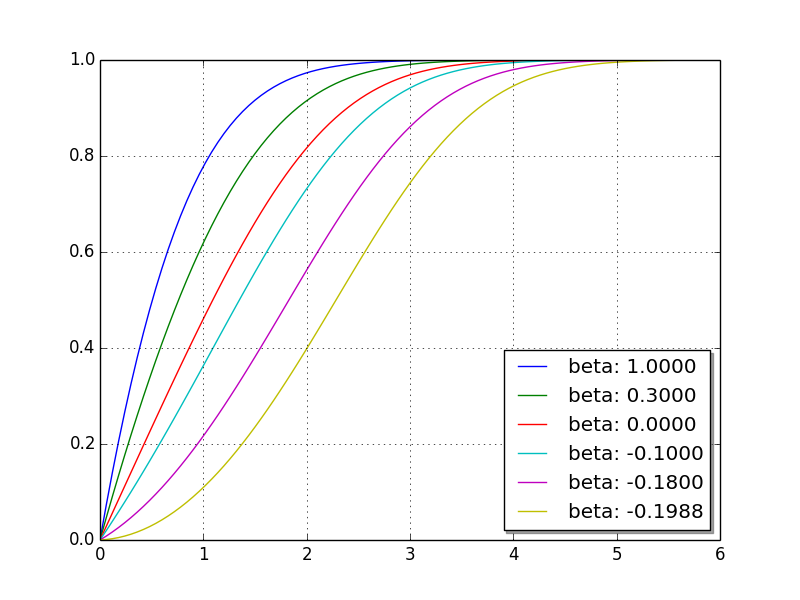 1.0
0.8
0.6
0.4
0.2
0.0
0 1 2 3 4 5 6
beta: 1.0000
beta: 0.3000
beta: 0.0000
beta: -0.1000
beta: -0.1800
beta: -0.1988